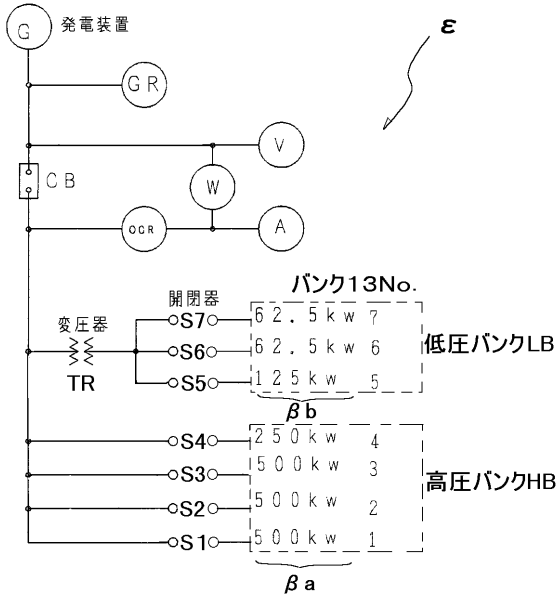 G 発電装置
ε
GR
V
CB
W
OCR
A
バンク13No.
変圧器
開閉器
S7 62.5kw 7
S6 62.5kw 6
低圧バンクLB
TR
S5 125kw 5
βb
S4 250kw 4
S3 500kw 3
高圧バンクHB
S2 500kw 2
S1 500kw 1
βa